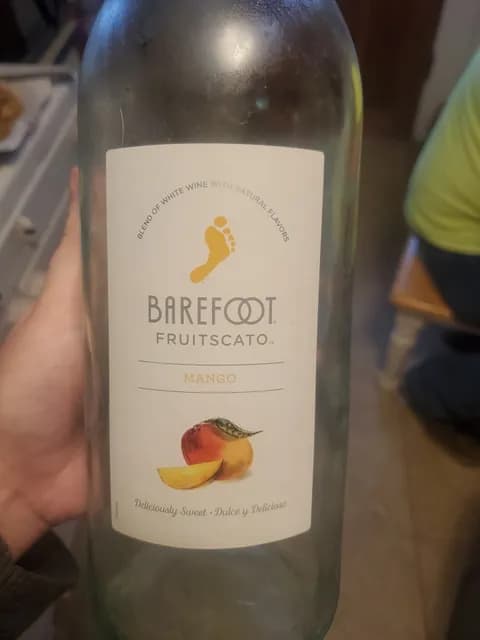 BLEND OF WHITE WINE WITH NATURAL FLAVORS
BAREFOOT
FRUITSCATO
MANGO
Deliciously Sweet • Dulce y Delicioso